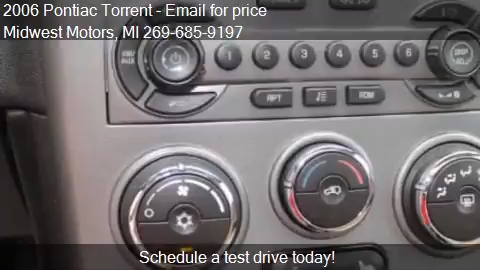 2006 Pontiac Torrent - Email for price
Midwest Motors, MI 269-685-9197
1 2 3 4 5 6
RPT RDM
Schedule a test drive today!